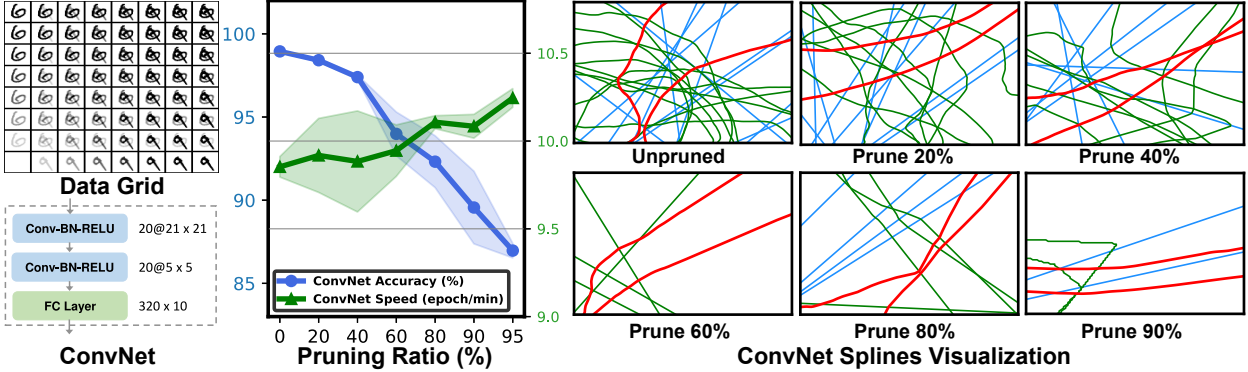 Data Grid
Conv-BN-RELU 20@21 x 21
Conv-BN-RELU 20@5 x 5
FC Layer 320 x 10
ConvNet
100
95
90
85
10.5
10.0
9.5
9.0
ConvNet Accuracy (%)
ConvNet Speed (epoch/min)
0 20 40 60 80 90 95
Pruning Ratio (%)
Unpruned Prune 20% Prune 40%
Prune 60% Prune 80% Prune 90%
ConvNet Splines Visualization